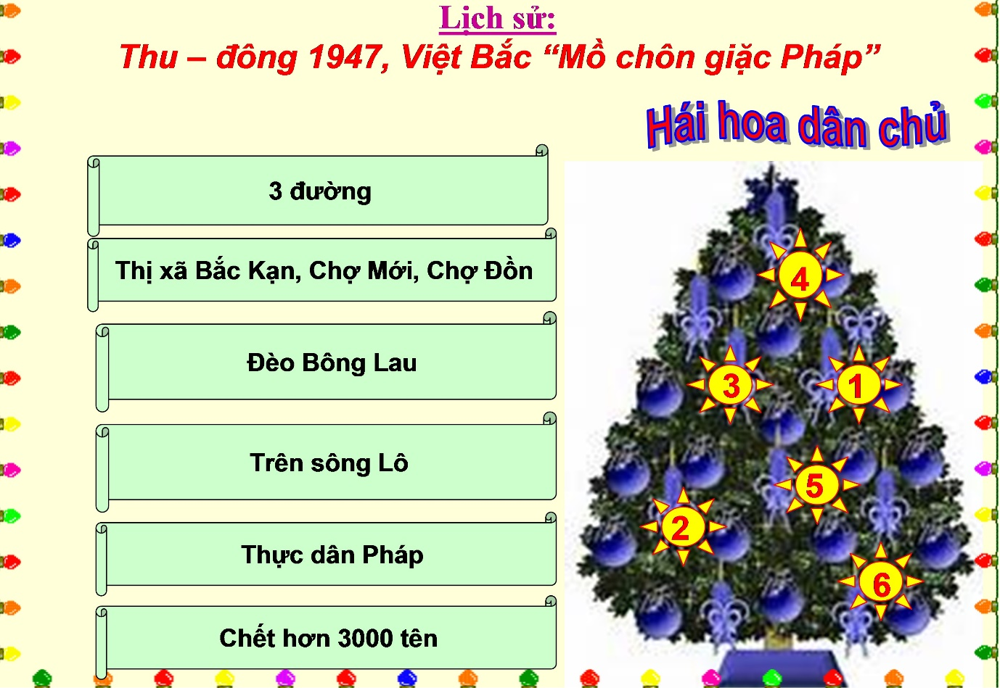 Lịch sử:
Thu – đông 1947, Việt Bắc “Mồ chôn giặc Pháp”
Hái hoa dân chủ
3 đường
Thị xã Bắc Kạn, Chợ Mới, Chợ Đồn
Đèo Bông Lau
Trên sông Lô
Thực dân Pháp
Chết hơn 3000 tên
4
3
1
5
2
6